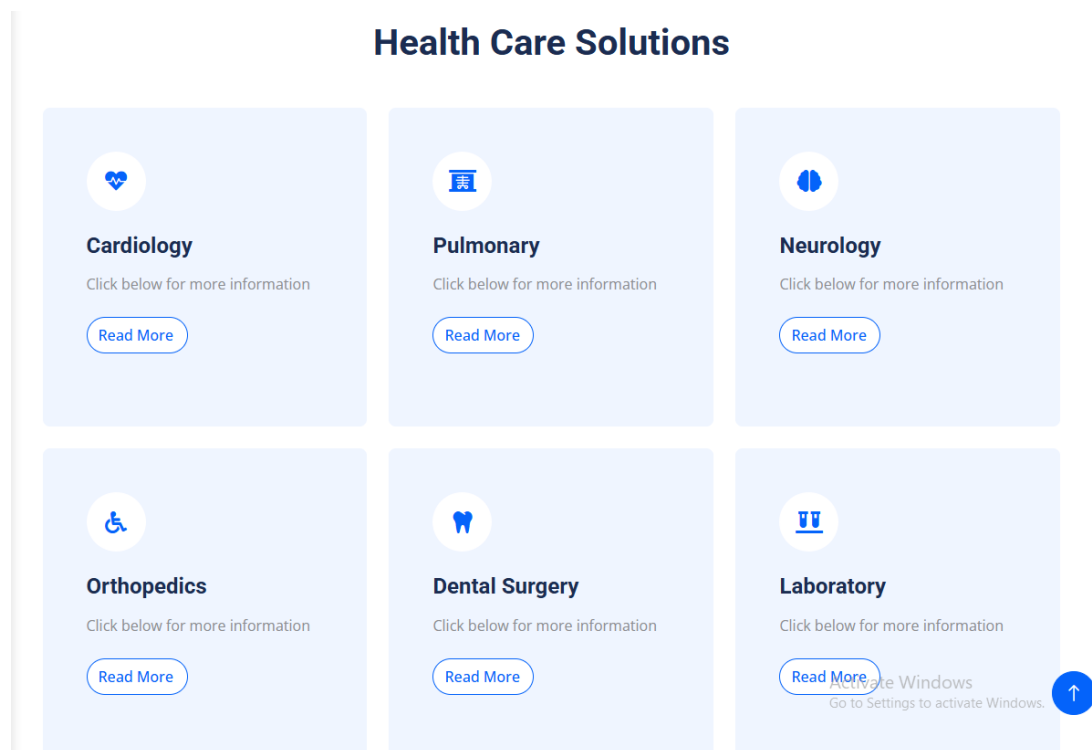 Health Care Solutions
Cardiology
Click below for more information
Read More
Pulmonary
Click below for more information
Read More
Neurology
Click below for more information
Read More
Orthopedics
Click below for more information
Read More
Dental Surgery
Click below for more information
Read More
Laboratory
Click below for more information
Read More
Activate Windows
Go to Settings to activate Windows.